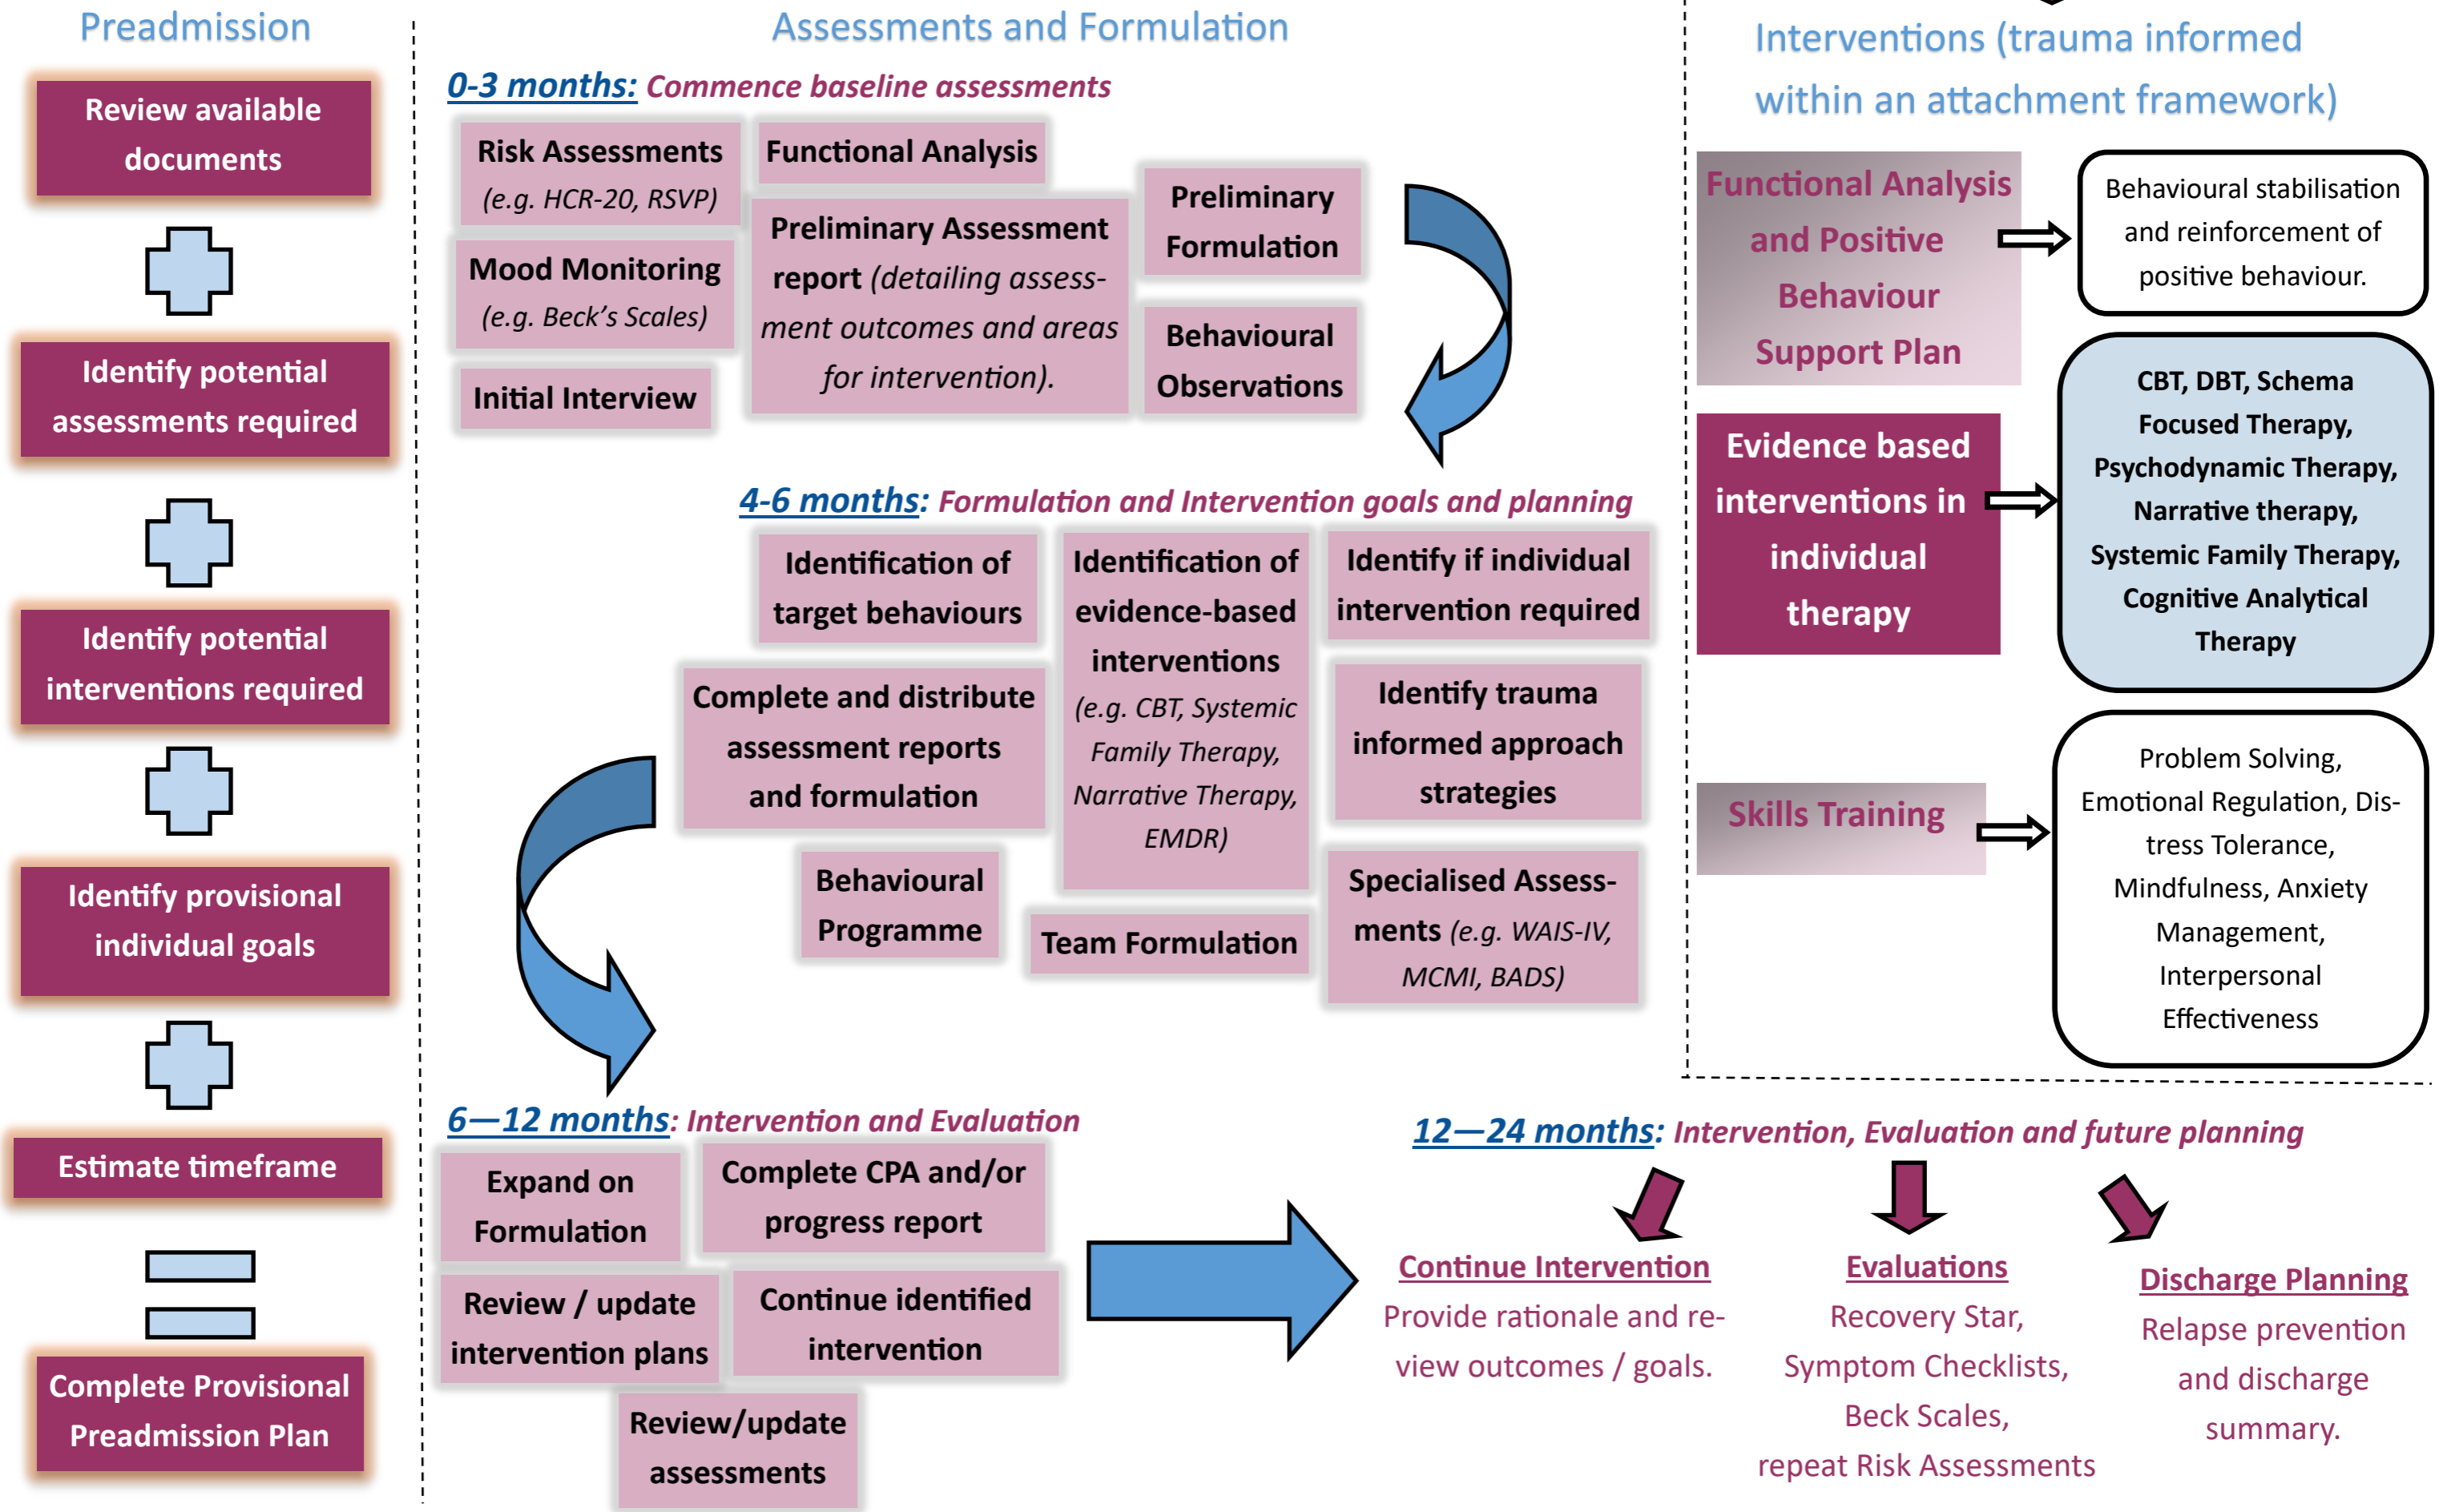 Preadmission
Review available
documents
Identify potential
assessments required
Identify potential
interventions required
Identify provisional
individual goals
Estimate timeframe
Complete Provisional
Preadmission Plan
Assessments and Formulation
0-3 months: Commence baseline assessments
Risk Assessments
(e.g. HCR-20, RSVP)
Mood Monitoring
(e.g. Beck’s Scales)
Initial Interview
Functional Analysis
Preliminary Assessment
report (detailing assess-
ment outcomes and areas
for intervention).
Preliminary
Formulation
Behavioural
Observations
4-6 months: Formulation and Intervention goals and planning
Identification of
target behaviours
Complete and distribute
assessment reports
and formulation
Behavioural
Programme
Identification of
evidence-based
interventions
(e.g. CBT, Systemic
Family Therapy,
Narrative Therapy,
EMDR)
Team Formulation
Identify if individual
intervention required
Identify trauma
informed approach
strategies
Specialised Assess-
ments (e.g. WAIS-IV,
MCMI, BADS)
6—12 months: Intervention and Evaluation
Expand on
Formulation
Complete CPA and/or
progress report
Review / update
intervention plans
Continue identified
intervention
Review/update
assessments
12—24 months: Intervention, Evaluation and future planning
Continue Intervention
Provide rationale and re-
view outcomes / goals.
Evaluations
Recovery Star,
Symptom Checklists,
Beck Scales,
repeat Risk Assessments
Discharge Planning
Relapse prevention
and discharge
summary.
Interventions (trauma informed
within an attachment framework)
Functional Analysis
and Positive
Behaviour
Support Plan
Behavioural stabilisation
and reinforcement of
positive behaviour.
Evidence based
interventions in
individual
therapy
CBT, DBT, Schema
Focused Therapy,
Psychodynamic Therapy,
Narrative therapy,
Systemic Family Therapy,
Cognitive Analytical
Therapy
Skills Training
Problem Solving,
Emotional Regulation, Dis-
tress Tolerance,
Mindfulness, Anxiety
Management,
Interpersonal
Effectiveness